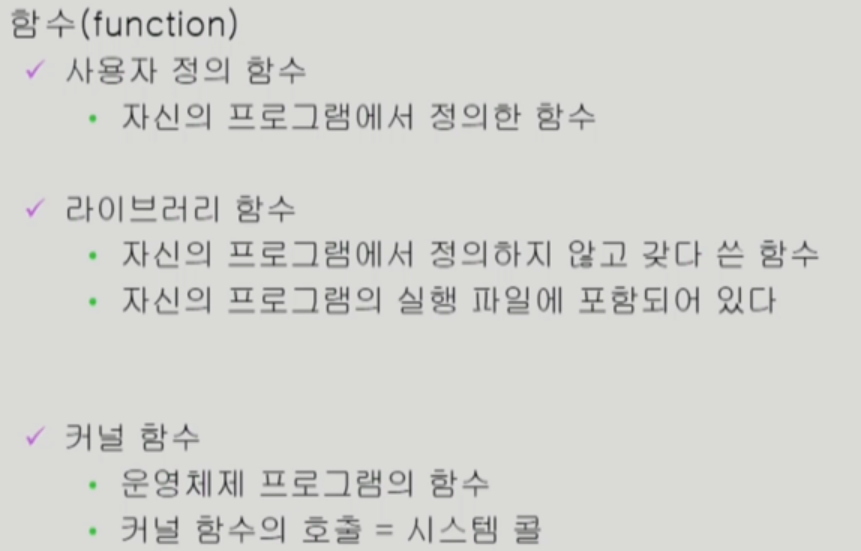 함수(function)
✓ 사용자 정의 함수
• 자신의 프로그램에서 정의한 함수
✓ 라이브러리 함수
• 자신의 프로그램에서 정의하지 않고 갖다 쓴 함수
• 자신의 프로그램의 실행 파일에 포함되어 있다
✓ 커널 함수
• 운영체제 프로그램의 함수
• 커널 함수의 호출 = 시스템 콜